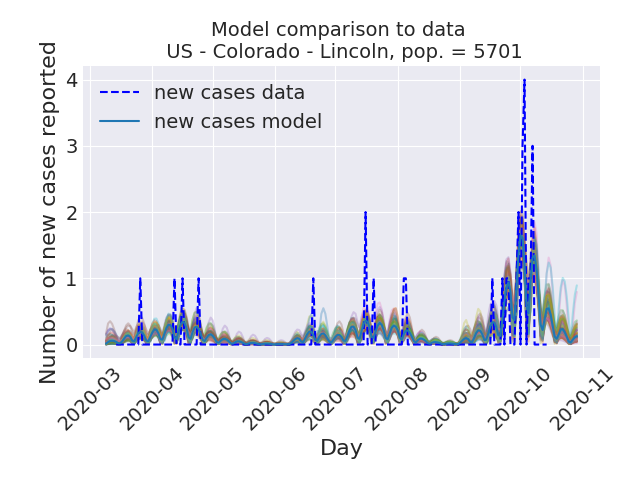 Model comparison to data
US - Colorado - Lincoln, pop. = 5701
Number of new cases reported
4
3
2
1
0
new cases data
new cases model
2020-03
2020-04
2020-05
2020-06
2020-07
2020-08
2020-09
2020-10
2020-11
Day